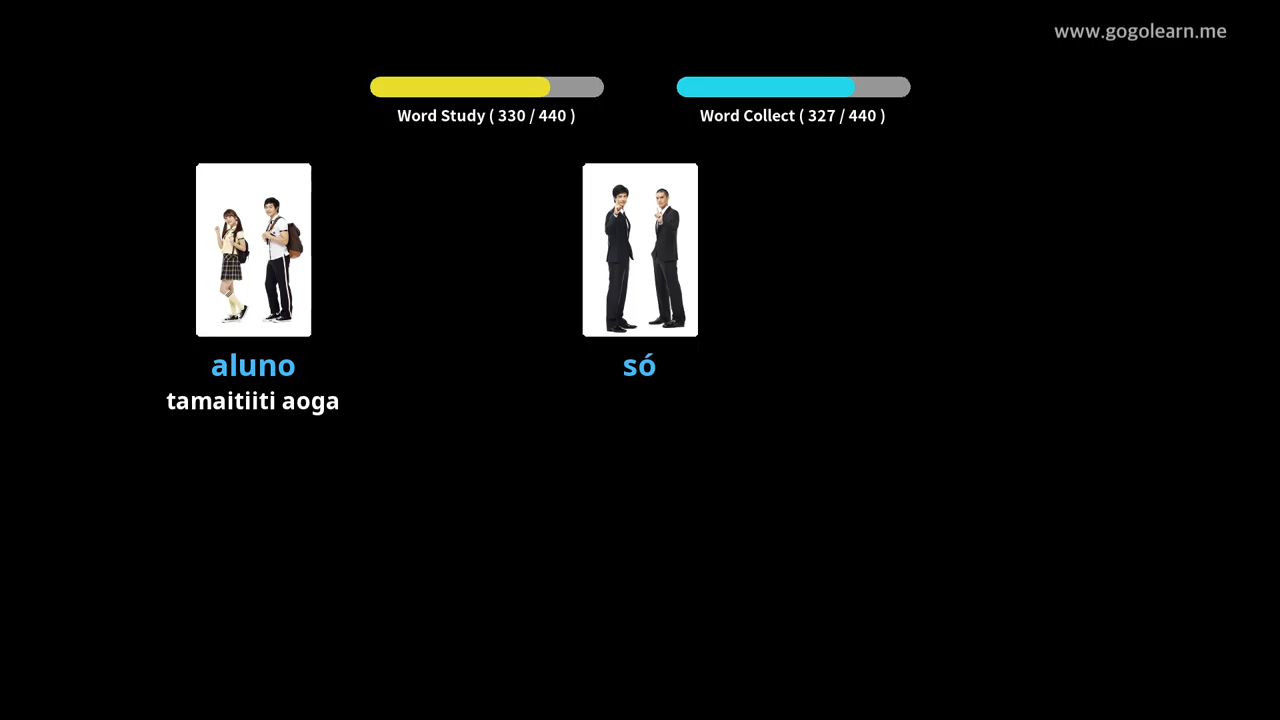 www.gogolearn.me
Word Study ( 330 / 440 )
Word Collect ( 327 / 440 )
aluno
tamaitiiti aoga
só